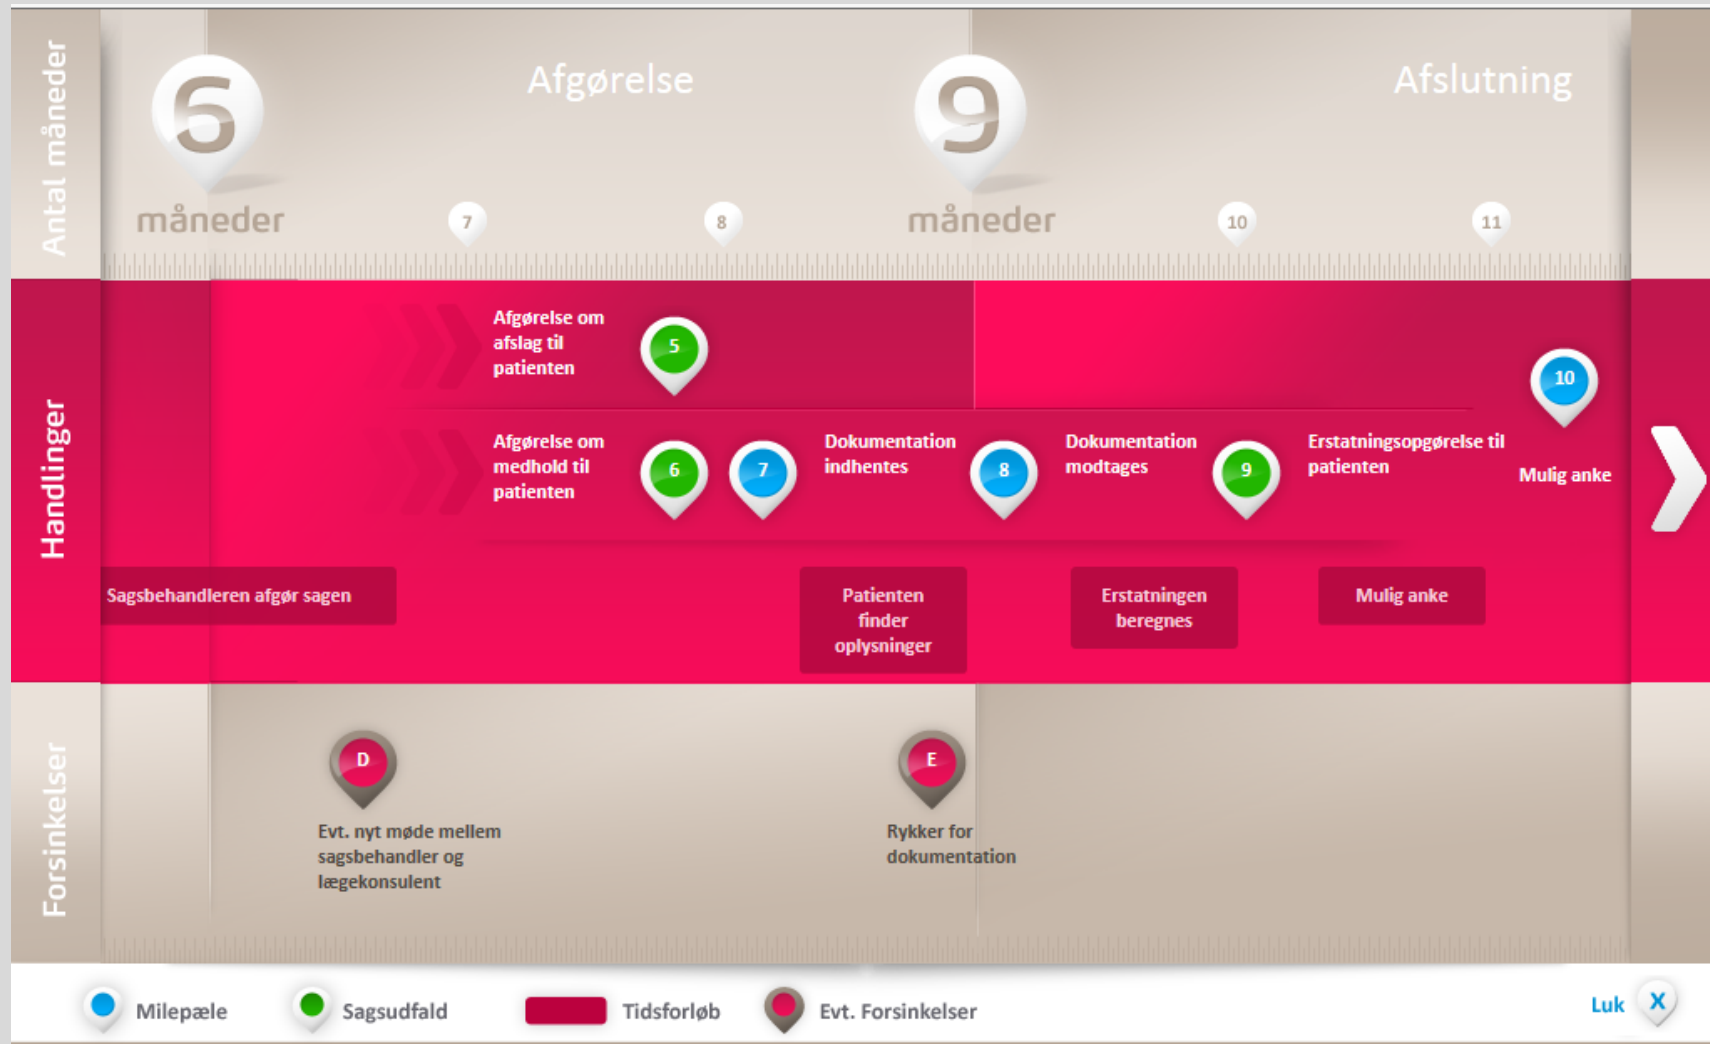 Antal måneder
6
måneder
Afgørelse
7
8
9
måneder
Afslutning
10
11
Handlinger
Afgørelse om
afslag til
patienten
5
Afgørelse om
medhold til
patienten
6
7
Dokumentation
indhentes
8
Dokumentation
modtages
9
Erstatningsopgørelse til
patienten
10
Mulig anke
Sagsbehandleren afgør sagen
Patienten
finder
oplysninger
Erstatningen
beregnes
Mulig anke
Forsinkelser
D
Evt. nyt møde mellem
sagsbehandler og
lægekonsulent
E
Rykker for
dokumentation
Milepæle
Sagsudfald
Tidsforløb
Evt. Forsinkelser
Luk X